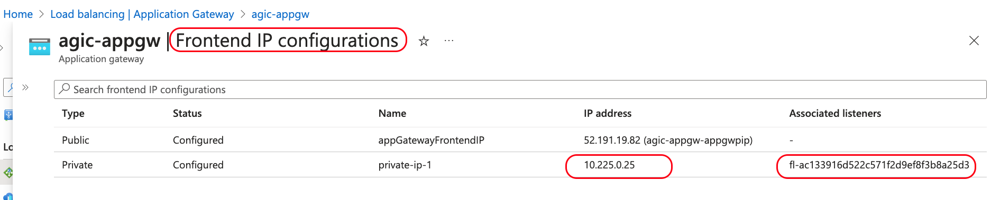 Home > Load balancing | Application Gateway > agic-appgw
agic-appgw | Frontend IP configurations
Application gateway
Search frontend IP configurations
Type Status Name IP address Associated listeners
Public Configured appGatewayFrontendIP 52.191.19.82 (agic-appgw-appgwpip) -
Lo
Private Configured private-ip-1 10.225.0.25 fl-ac133916d522c571f2d9ef8f3b8a25d3